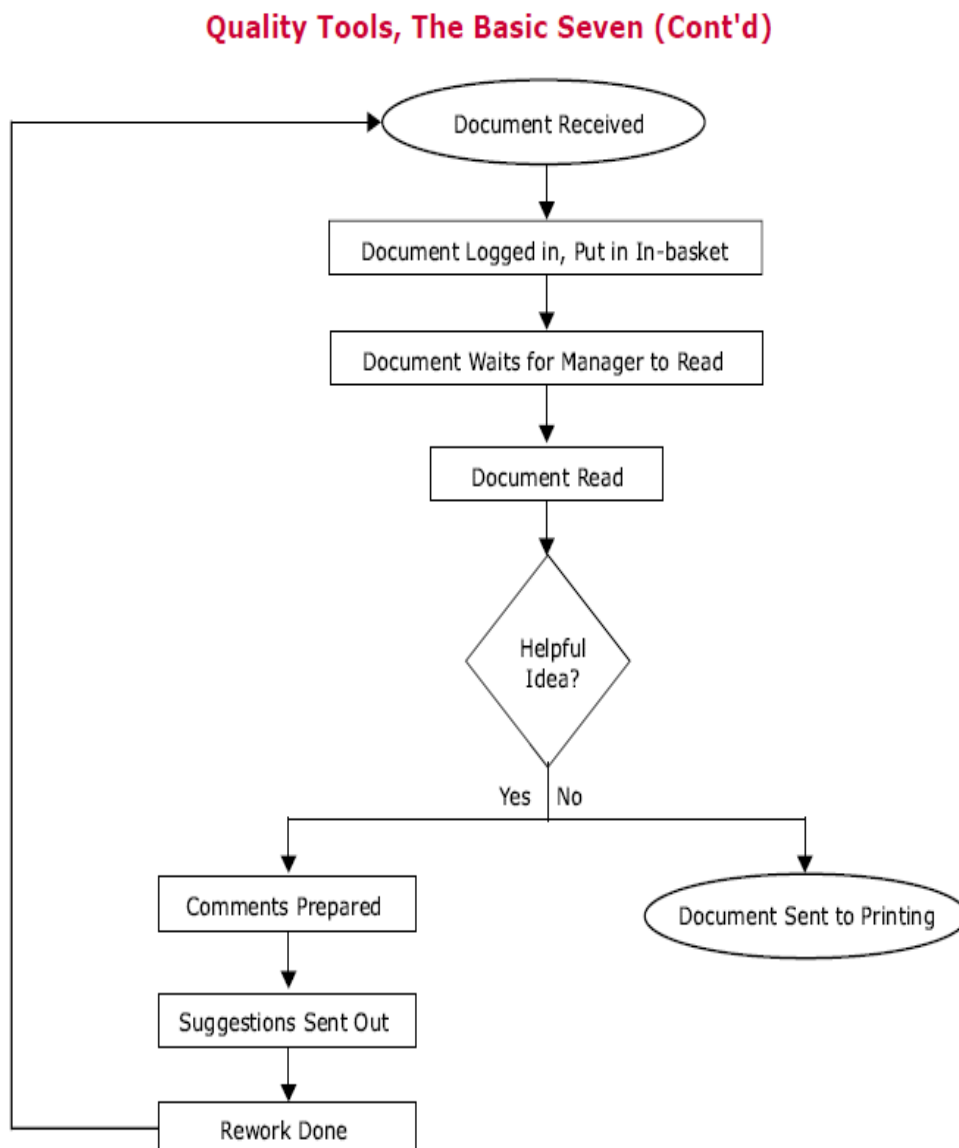 Quality Tools, The Basic Seven (Cont'd)
Document Received
Document Logged in, Put in In-basket
Document Waits for Manager to Read
Document Read
Helpful
Idea?
Yes No
Comments Prepared
Document Sent to Printing
Suggestions Sent Out
Rework Done